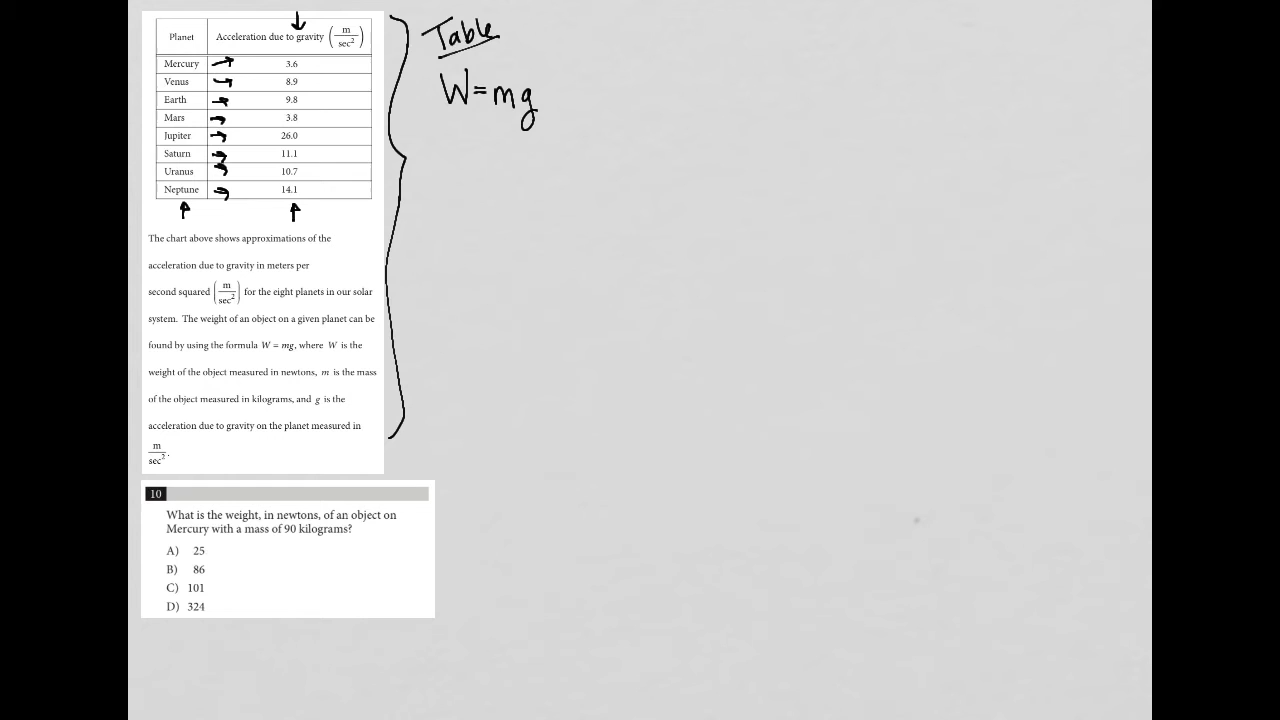 Planet Acceleration due to gravity (m/sec²)
Mercury 3.6
Venus 8.9
Earth 9.8
Mars 3.8
Jupiter 26.0
Saturn 11.1
Uranus 10.7
Neptune 14.1
The chart above shows approximations of the
acceleration due to gravity in meters per
second squared (m/sec²) for the eight planets in our solar
system. The weight of an object on a given planet can be
found by using the formula W = mg, where W is the
weight of the object measured in newtons, m is the mass
of the object measured in kilograms, and g is the
acceleration due to gravity on the planet measured in
m/sec².
Table
W=mg
10
What is the weight, in newtons, of an object on
Mercury with a mass of 90 kilograms?
A) 25
B) 86
C) 101
D) 324